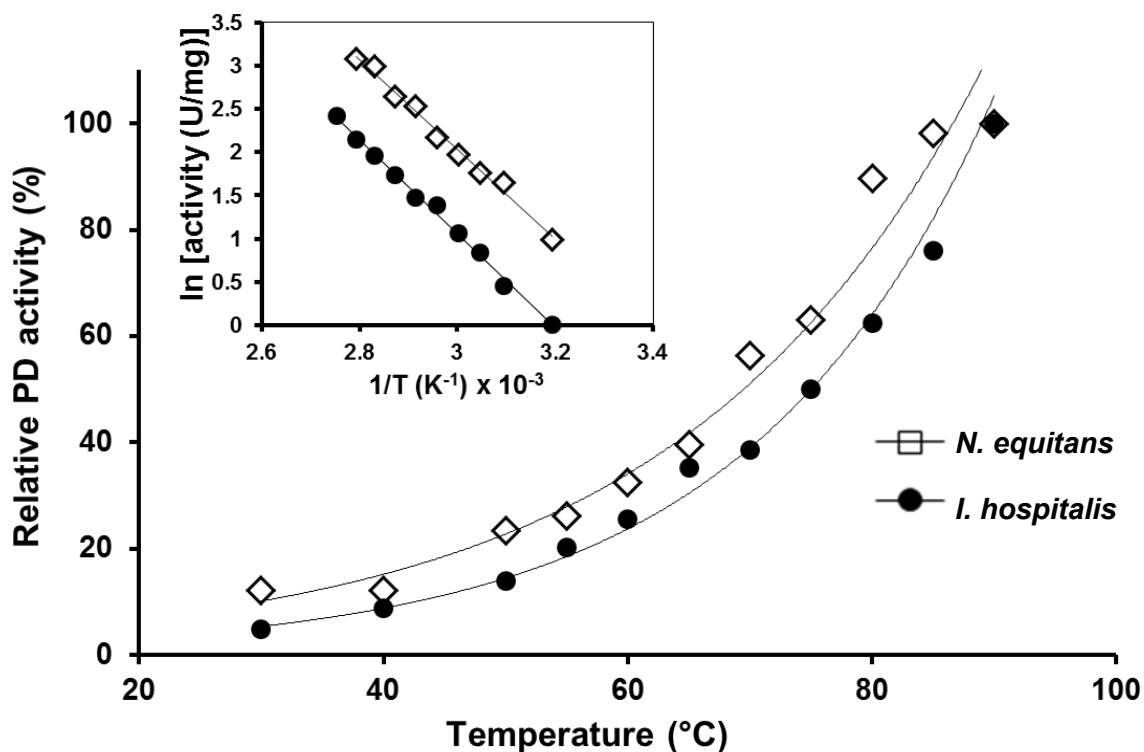 3.5
3
2.5
2
1.5
1
0.5
0
ln [activity (U/mg)]
2.6 2.8 3 3.2 3.4
1/T (K⁻¹) x 10⁻³
100
80
60
40
20
0
Relative PD activity (%)
N. equitans
I. hospitalis
20 40 60 80 100
Temperature (°C)